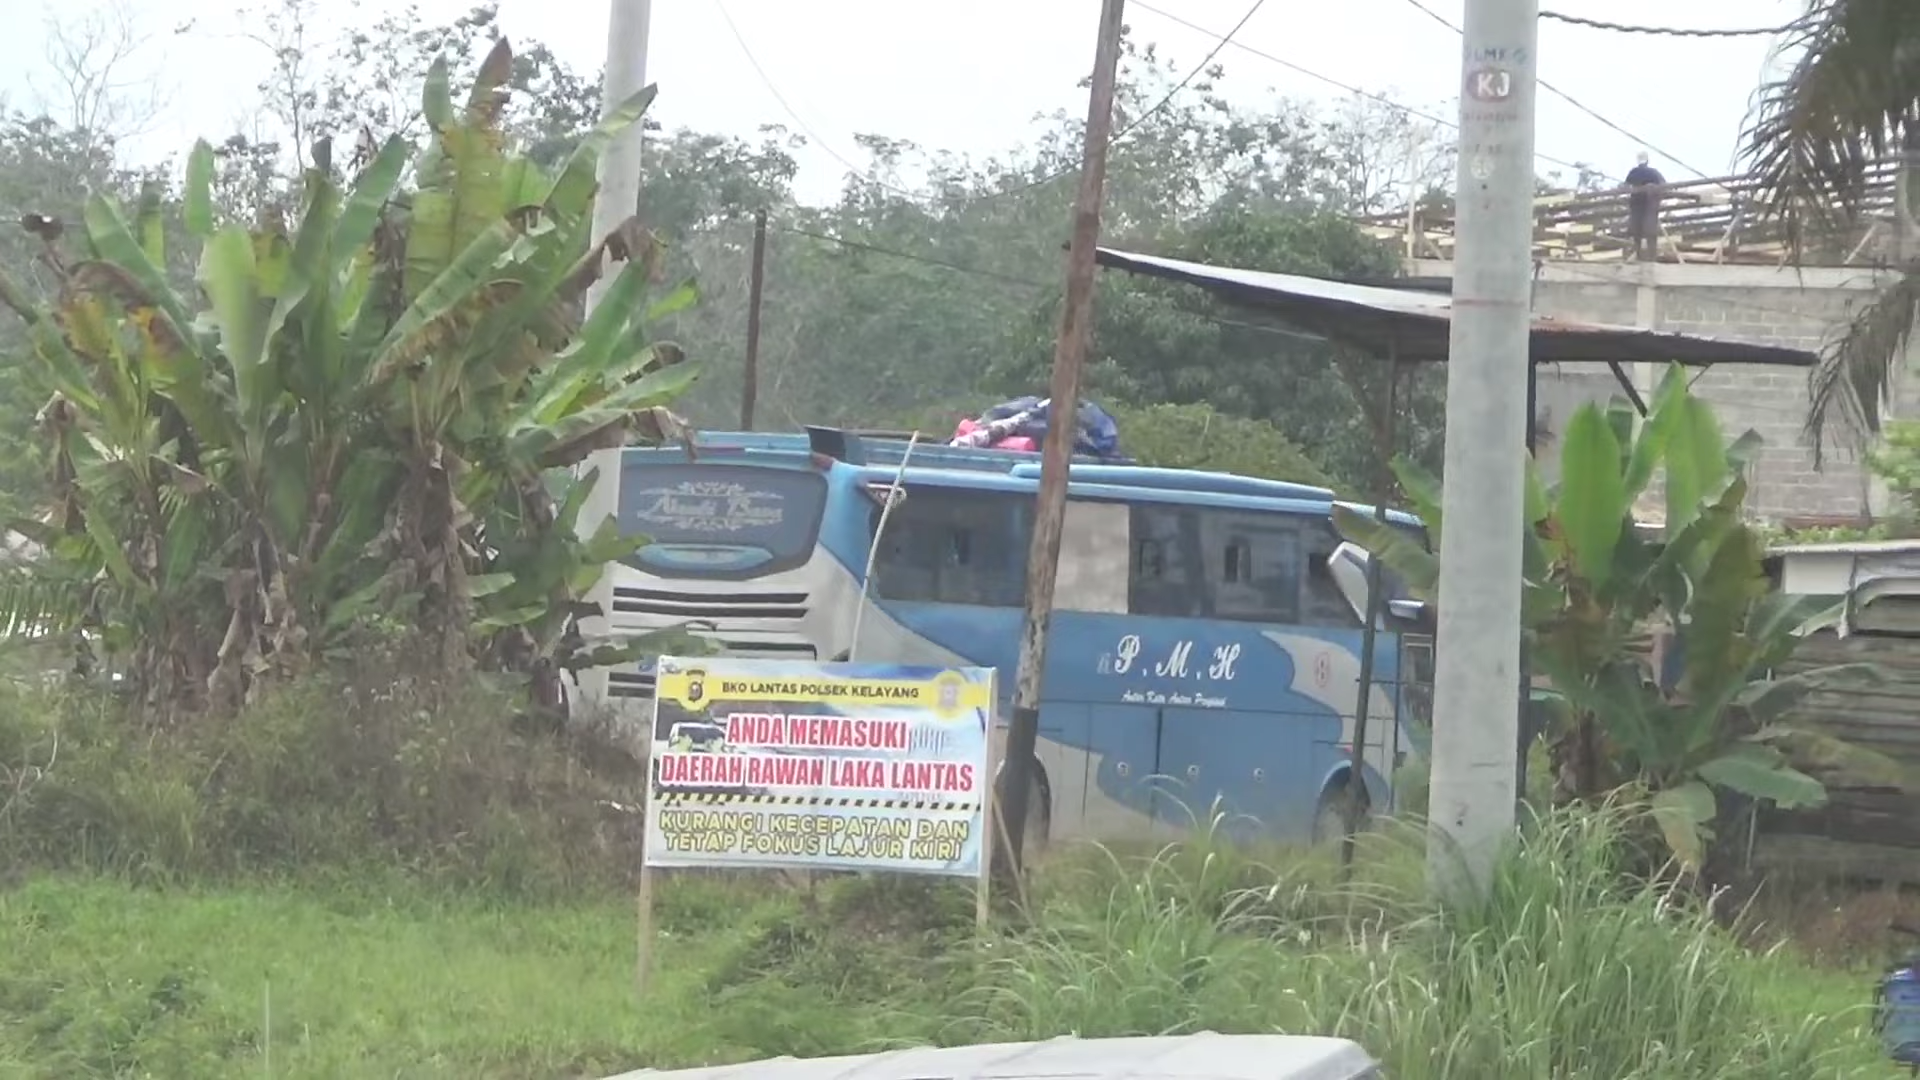 KJ
P.M.H
BKO LANTAS POLSEK KELAYANG
ANDA MEMASUKI
DAERAH RAWAN LAKA LANTAS
KURANGI KECEPATAN DAN
TETAP FOKUS LAJUR KIRI